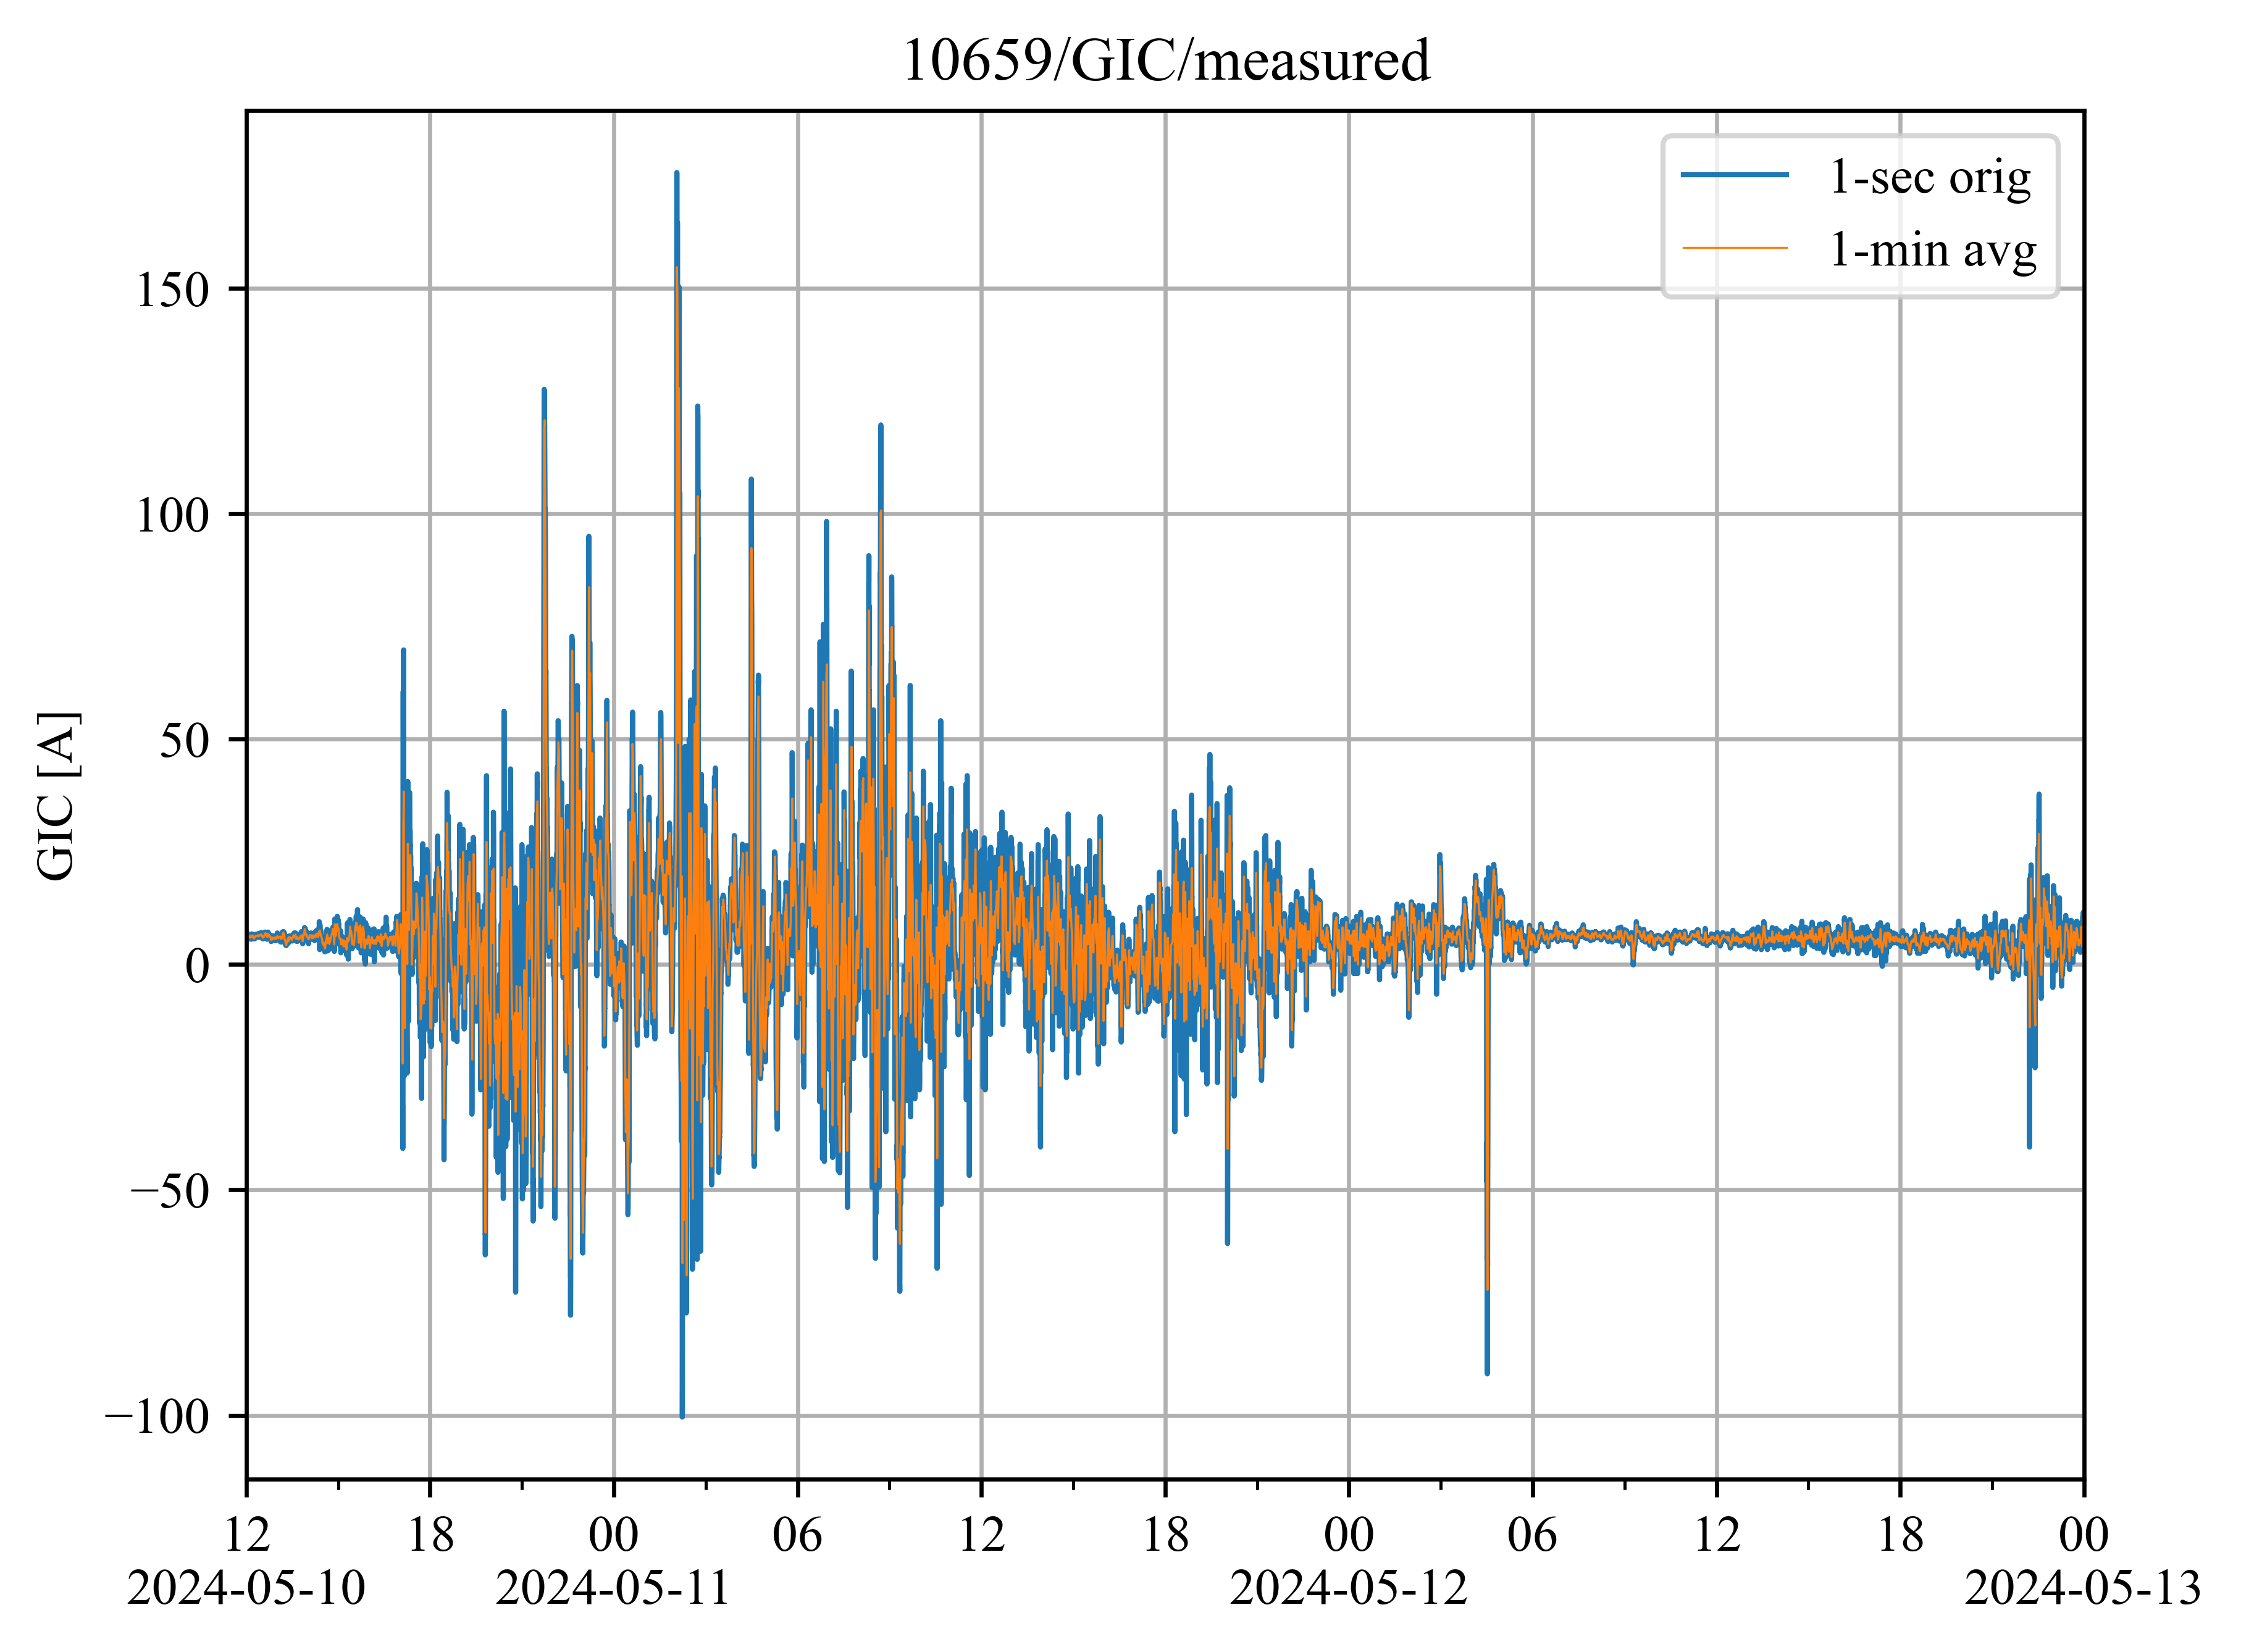 10659/GIC/measured
1-sec orig
1-min avg
150
100
50
0
−50
−100
GIC [A]
12 18 00 06 12 18 00 06 12 18 00
2024-05-10 2024-05-11 2024-05-12 2024-05-13